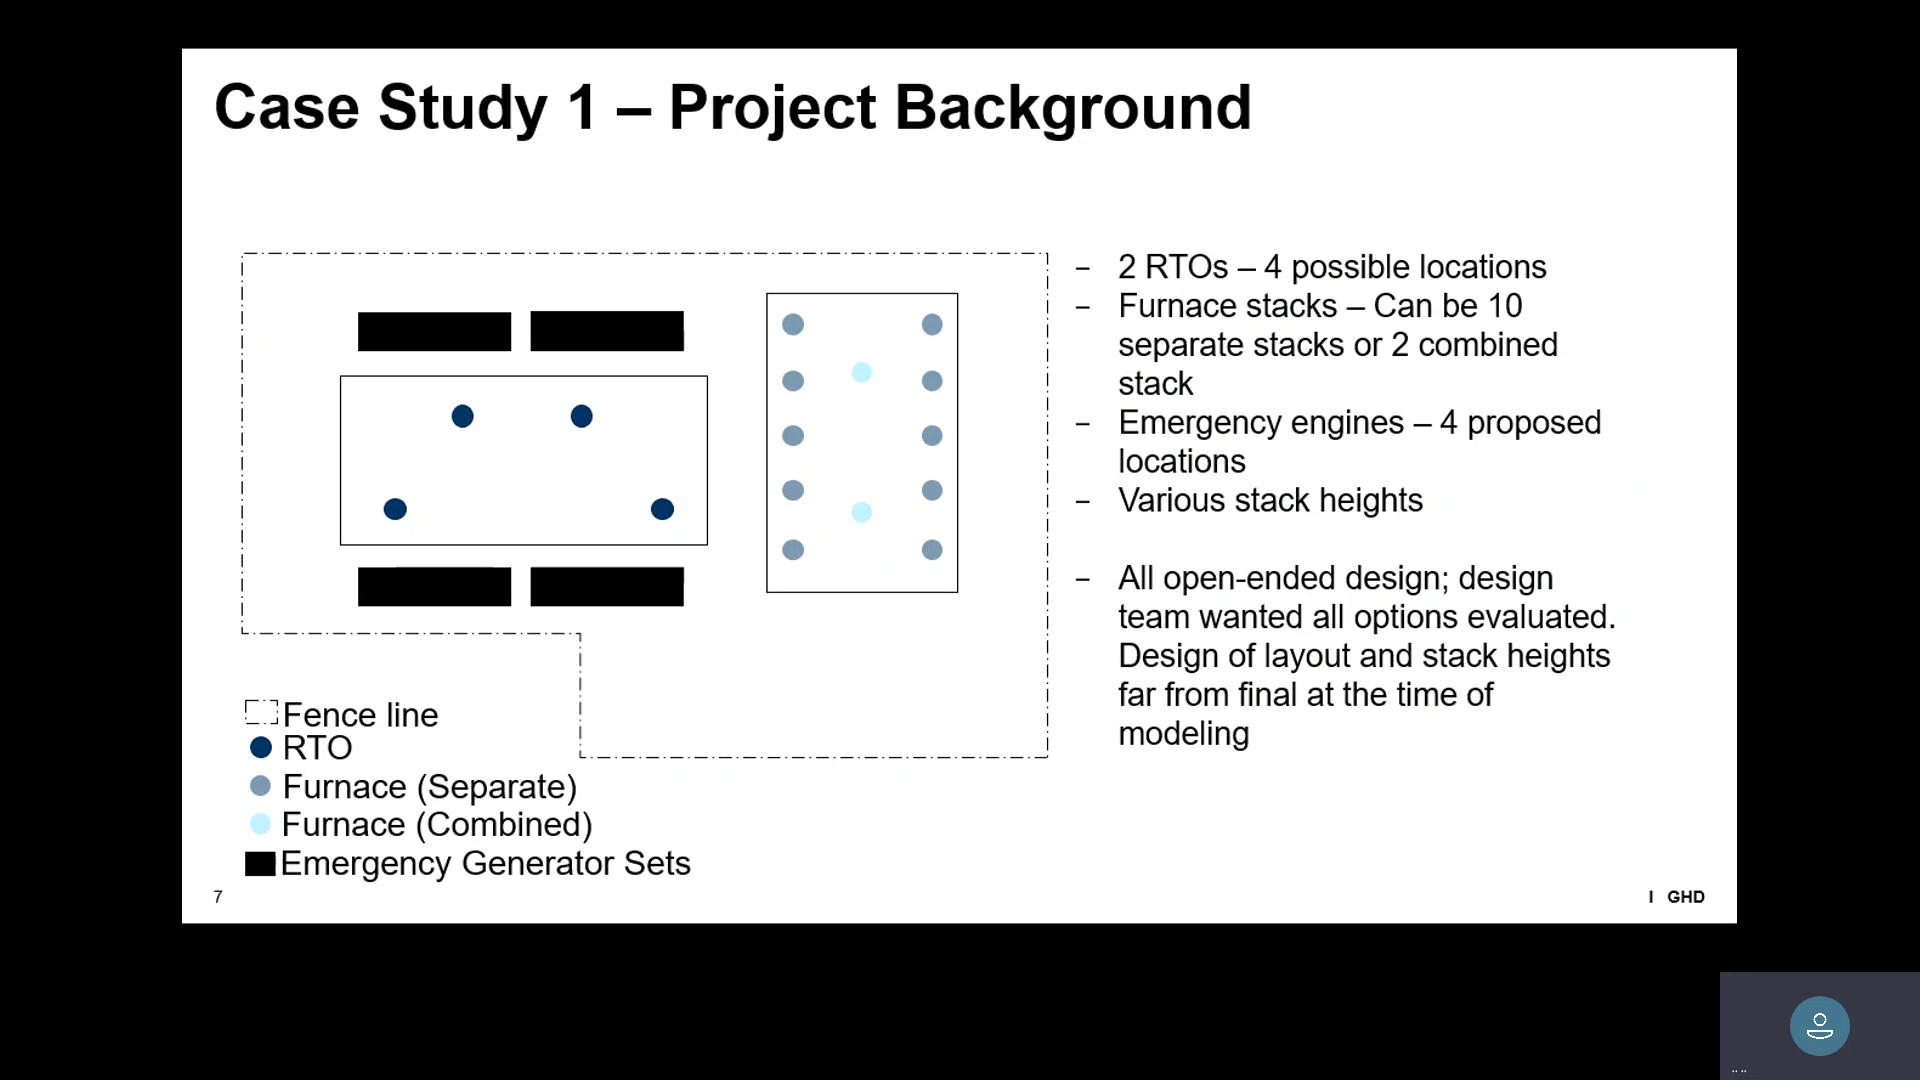 Case Study 1 – Project Background
– 2 RTOs – 4 possible locations
– Furnace stacks – Can be 10
separate stacks or 2 combined
stack
– Emergency engines – 4 proposed
locations
– Various stack heights
– All open-ended design; design
team wanted all options evaluated.
Design of layout and stack heights
far from final at the time of
modeling
Fence line
RTO
Furnace (Separate)
Furnace (Combined)
Emergency Generator Sets
7
I GHD